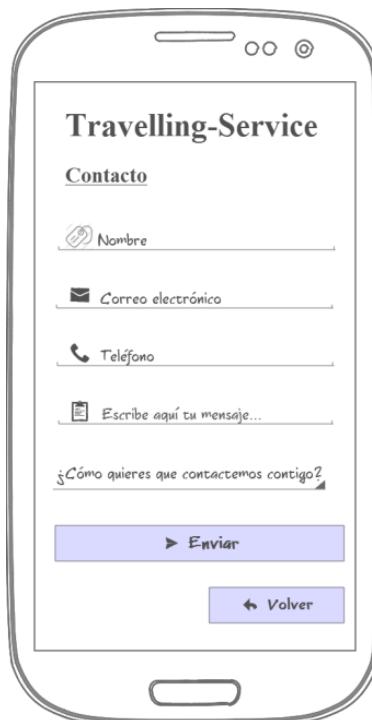 Travelling-Service
Contacto
Nombre
Correo electrónico
Teléfono
Escribe aquí tu mensaje...
¿Cómo quieres que contactemos contigo?
Enviar
Volver